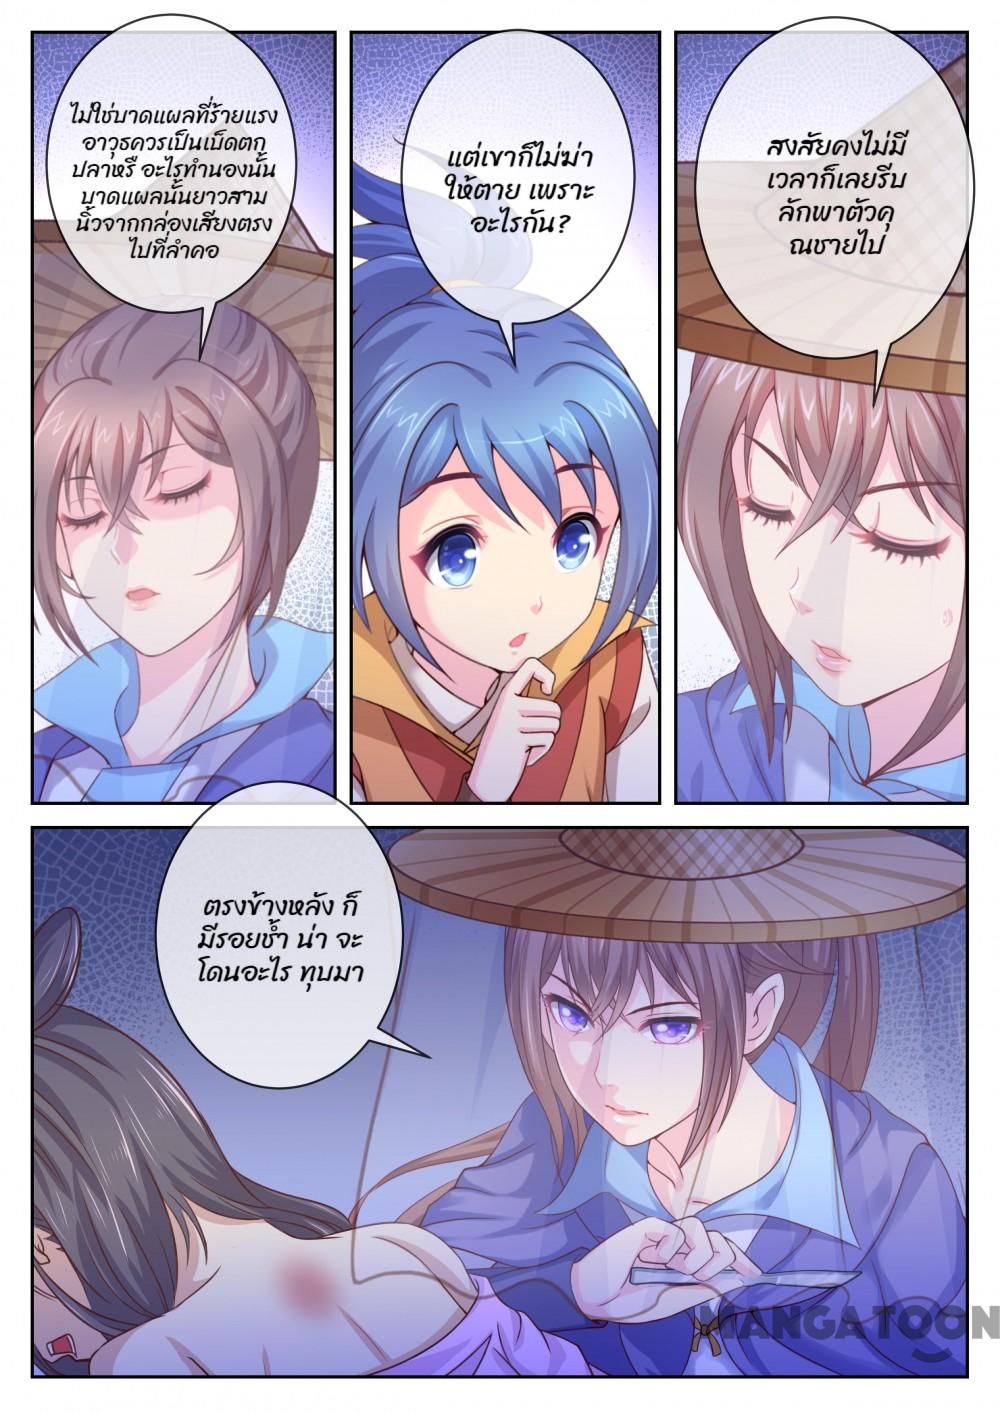 ไม่ใช่บาดแผลที่ร้ายแรง
อาวุธควรเป็นเบ็ดตก
ปลาหรึ อะไรทำนองนั้น
บาดแผลนั้นยาวสาม
นิ้วจากกล่องเสียงตรง
ไปที่ลำคอ
แต่เขาก็ไม่ฆ่า
ให้ตาย เพราะ
อะไรกัน?
สงสัยคงไม่มี
เวลาก็เลยรีบ
ลักพาตัวคุ
ณชายไป
ตรงข้างหลัง ก็
มีรอยช้ำ น่า จะ
โดนอะไร ทุบมา
MANGATOON